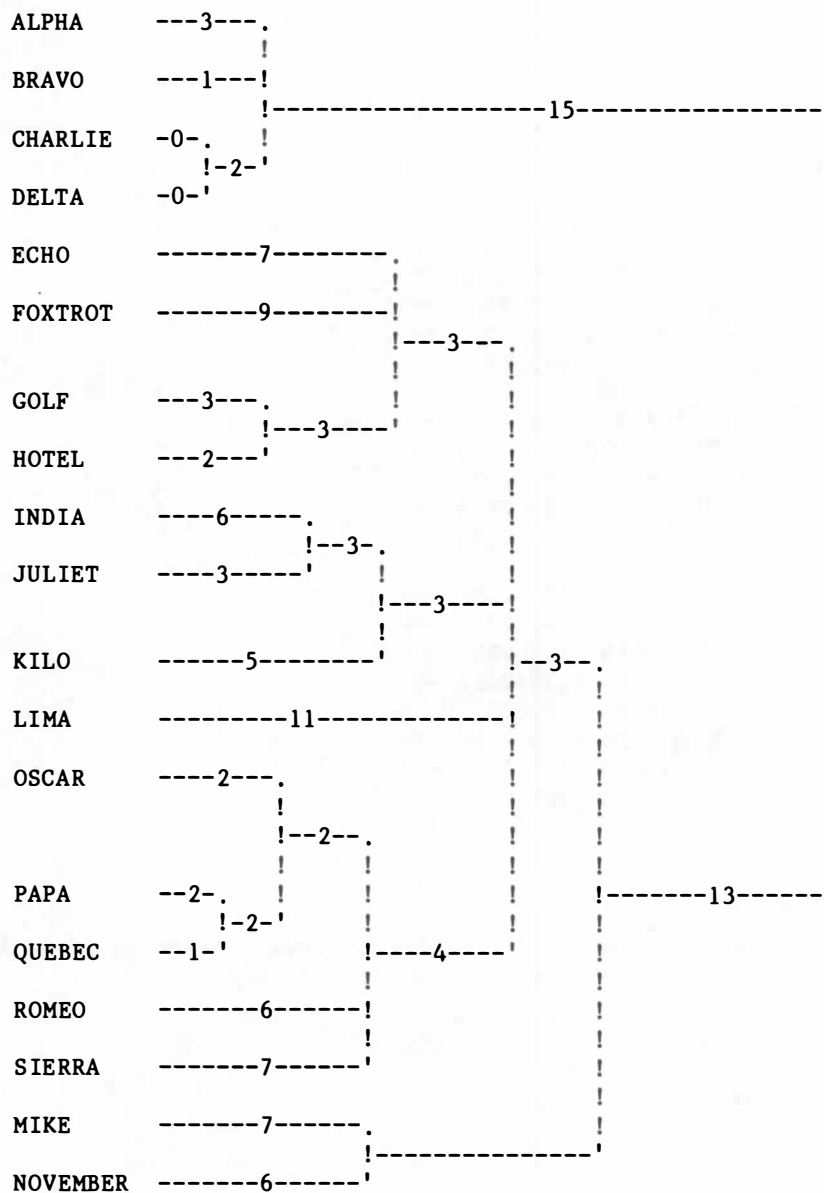 ALPHA ---3---.
!
BRAVO ---1---!
!-------------------15-----------------
CHARLIE -0-. !
!-2-'
DELTA -0-'
ECHO -------7--------.
!
FOXTROT -------9--------!
!---3---.
! !
GOLF ---3---. ! !
!---3----' !
HOTEL ---2---' !
INDIA ----6-----. !
!--3-. !
JULIET ----3-----' ! !
!---3----!
! !
KILO ------5--------' !--3--.
! !
LIMA ---------11-------------! !
! !
OSCAR ----2---. ! !
! ! !
!--2--. ! !
! ! ! !
PAPA --2-. ! ! ! !-------13------
!-2-' ! ! !
QUEBEC --1-' !----4----' !
! !
ROMEO -------6------! !
! !
SIERRA -------7------' !
!
MIKE -------7------. !
!---------------'
NOVEMBER -------6------'